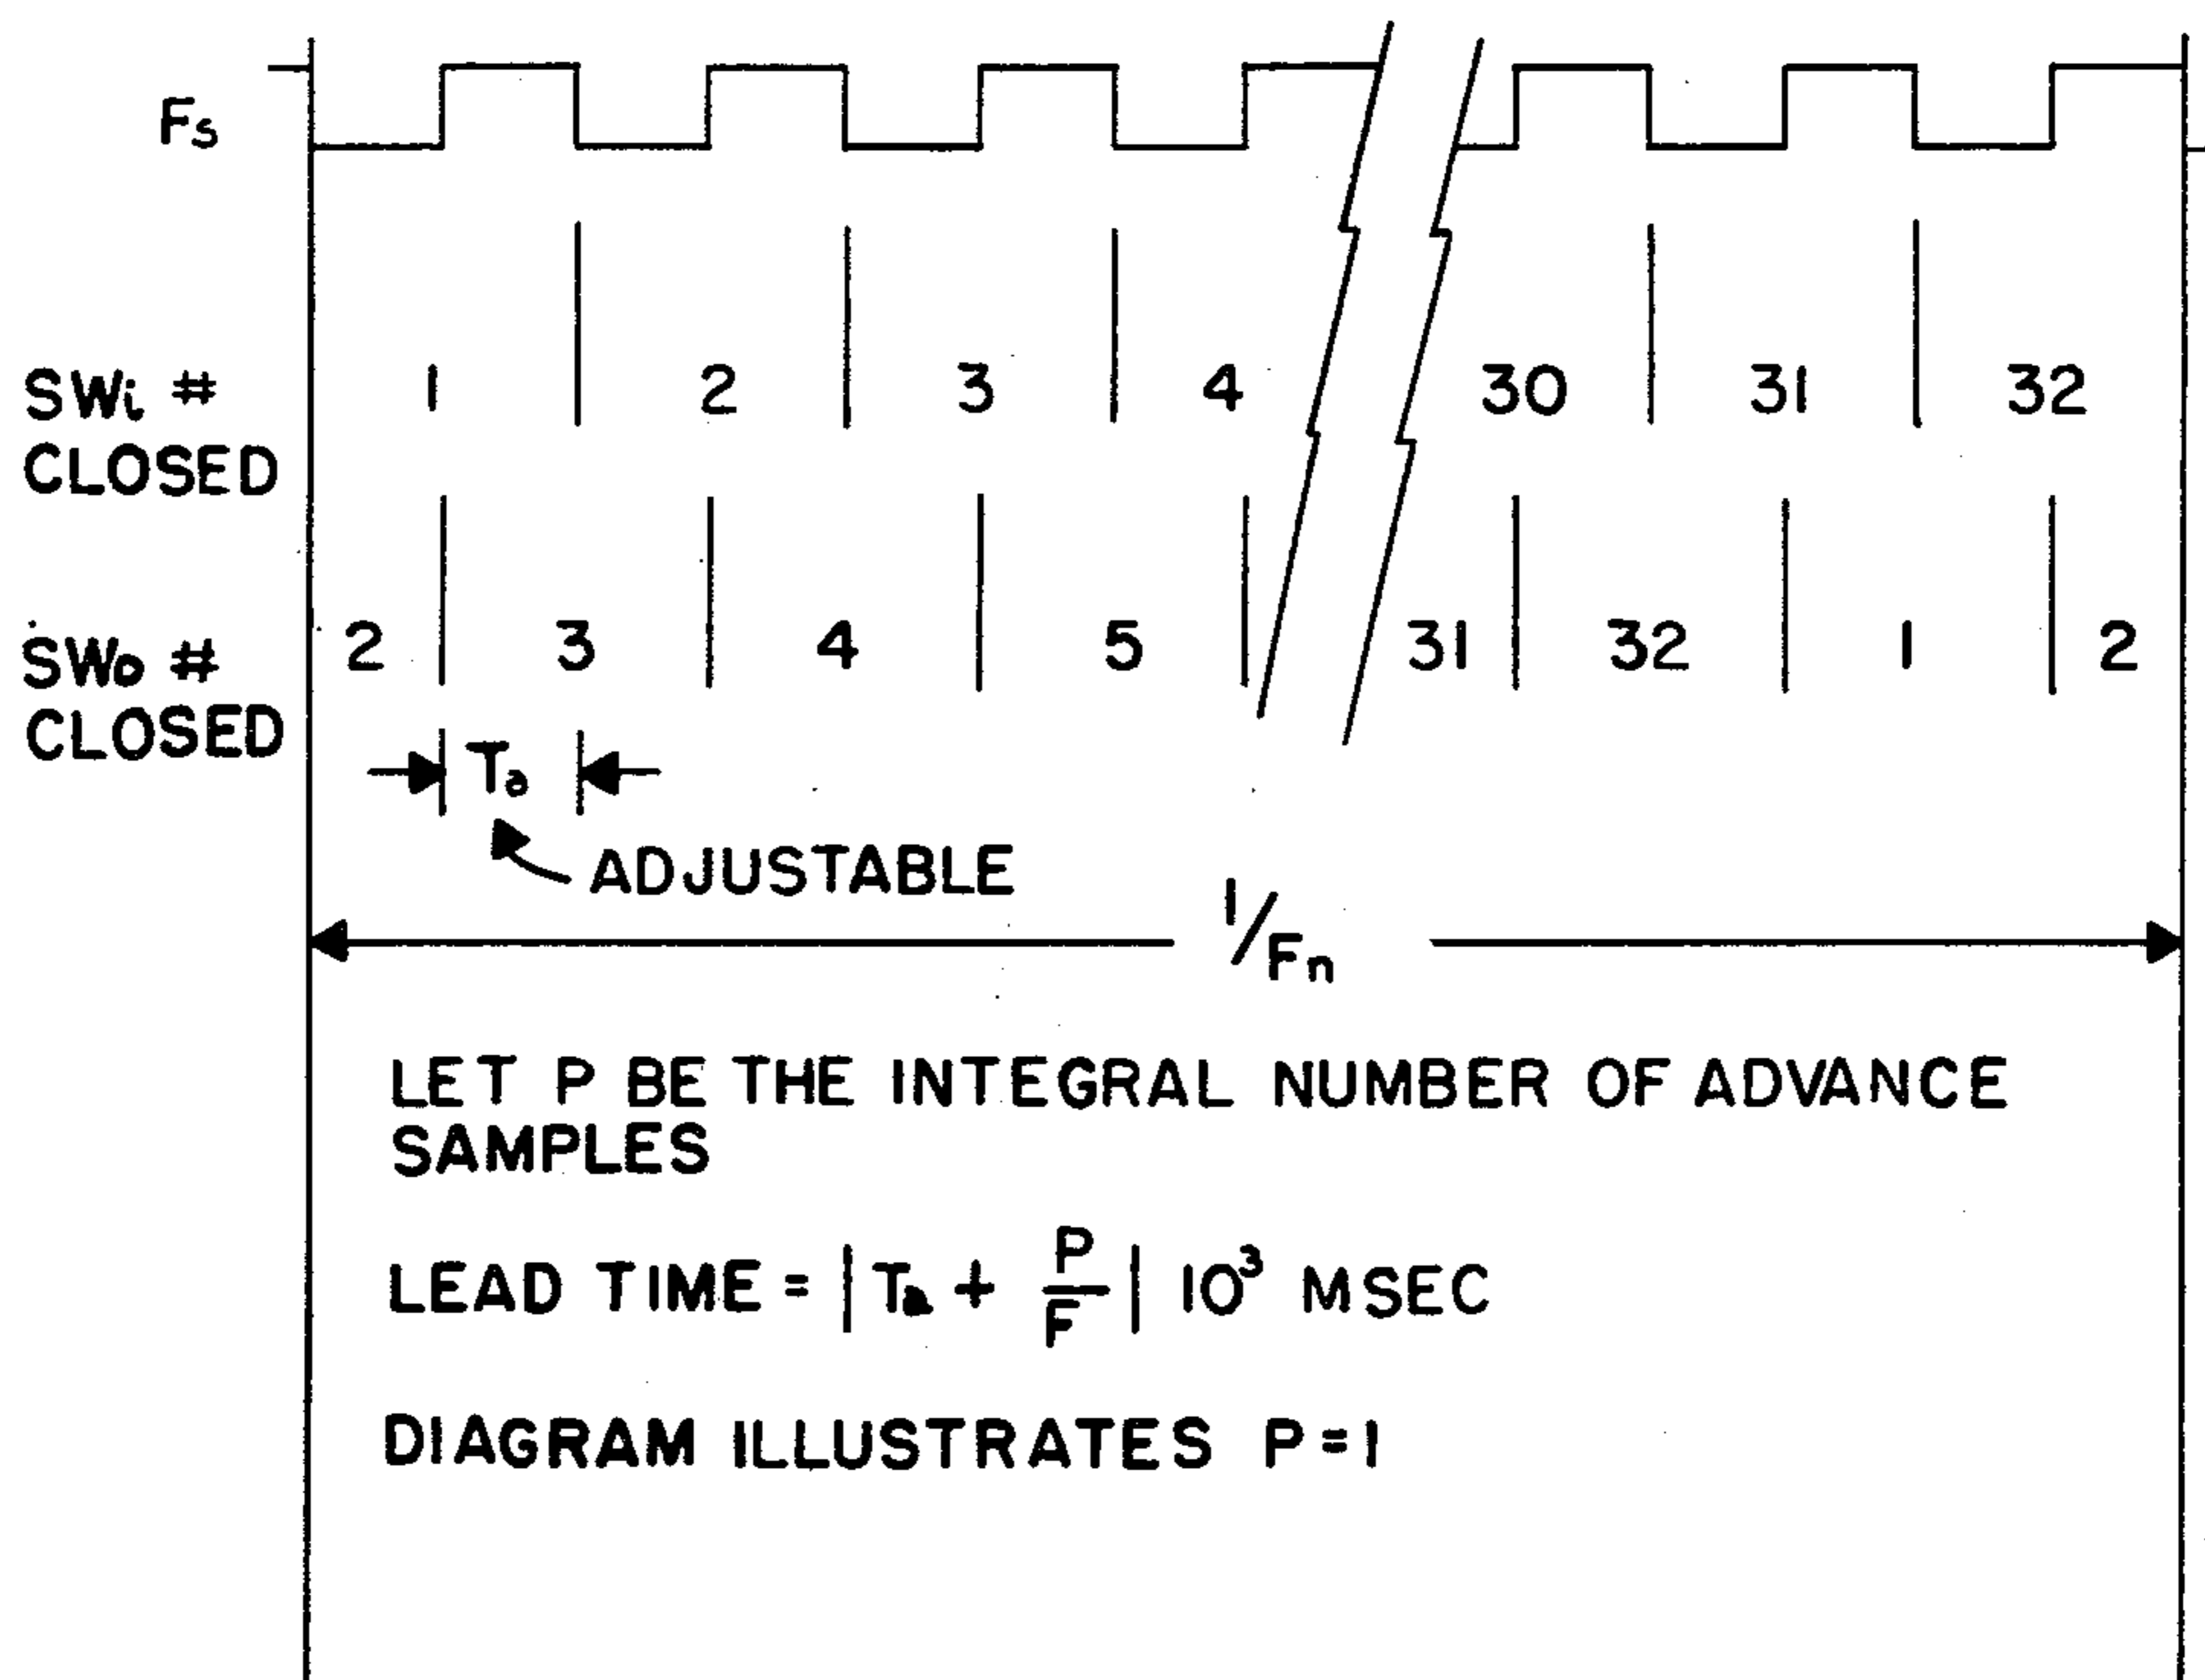 Fs
SWi # CLOSED
1 2 3 4 30 31 32
SWo # CLOSED
2 3 4 5 31 32 1 2
Ta
ADJUSTABLE
1/Fn
LET P BE THE INTEGRAL NUMBER OF ADVANCE
SAMPLES
LEAD TIME = | Ta + P/F | 10³ MSEC
DIAGRAM ILLUSTRATES P=1